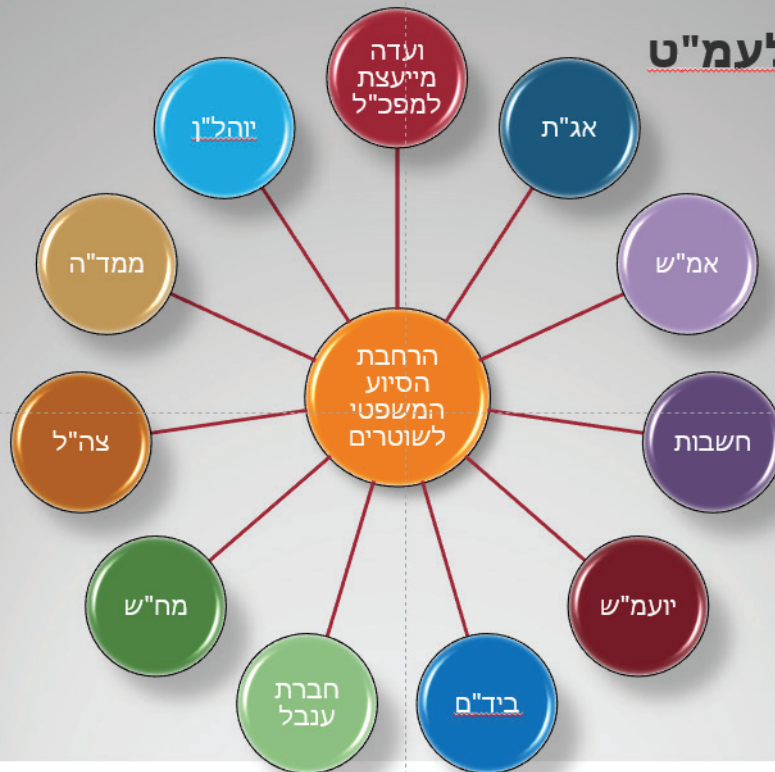 לעמ"ט
ועדה
מייעצת
למפכ"ל
אג"ת
אמ"ש
חשבות
יועמ"ש
ביד"ם
חברת
ענבל
מח"ש
צה"ל
ממד"ה
יוהל"ן
הרחבת
הסיוע
המשפטי
לשוטרים